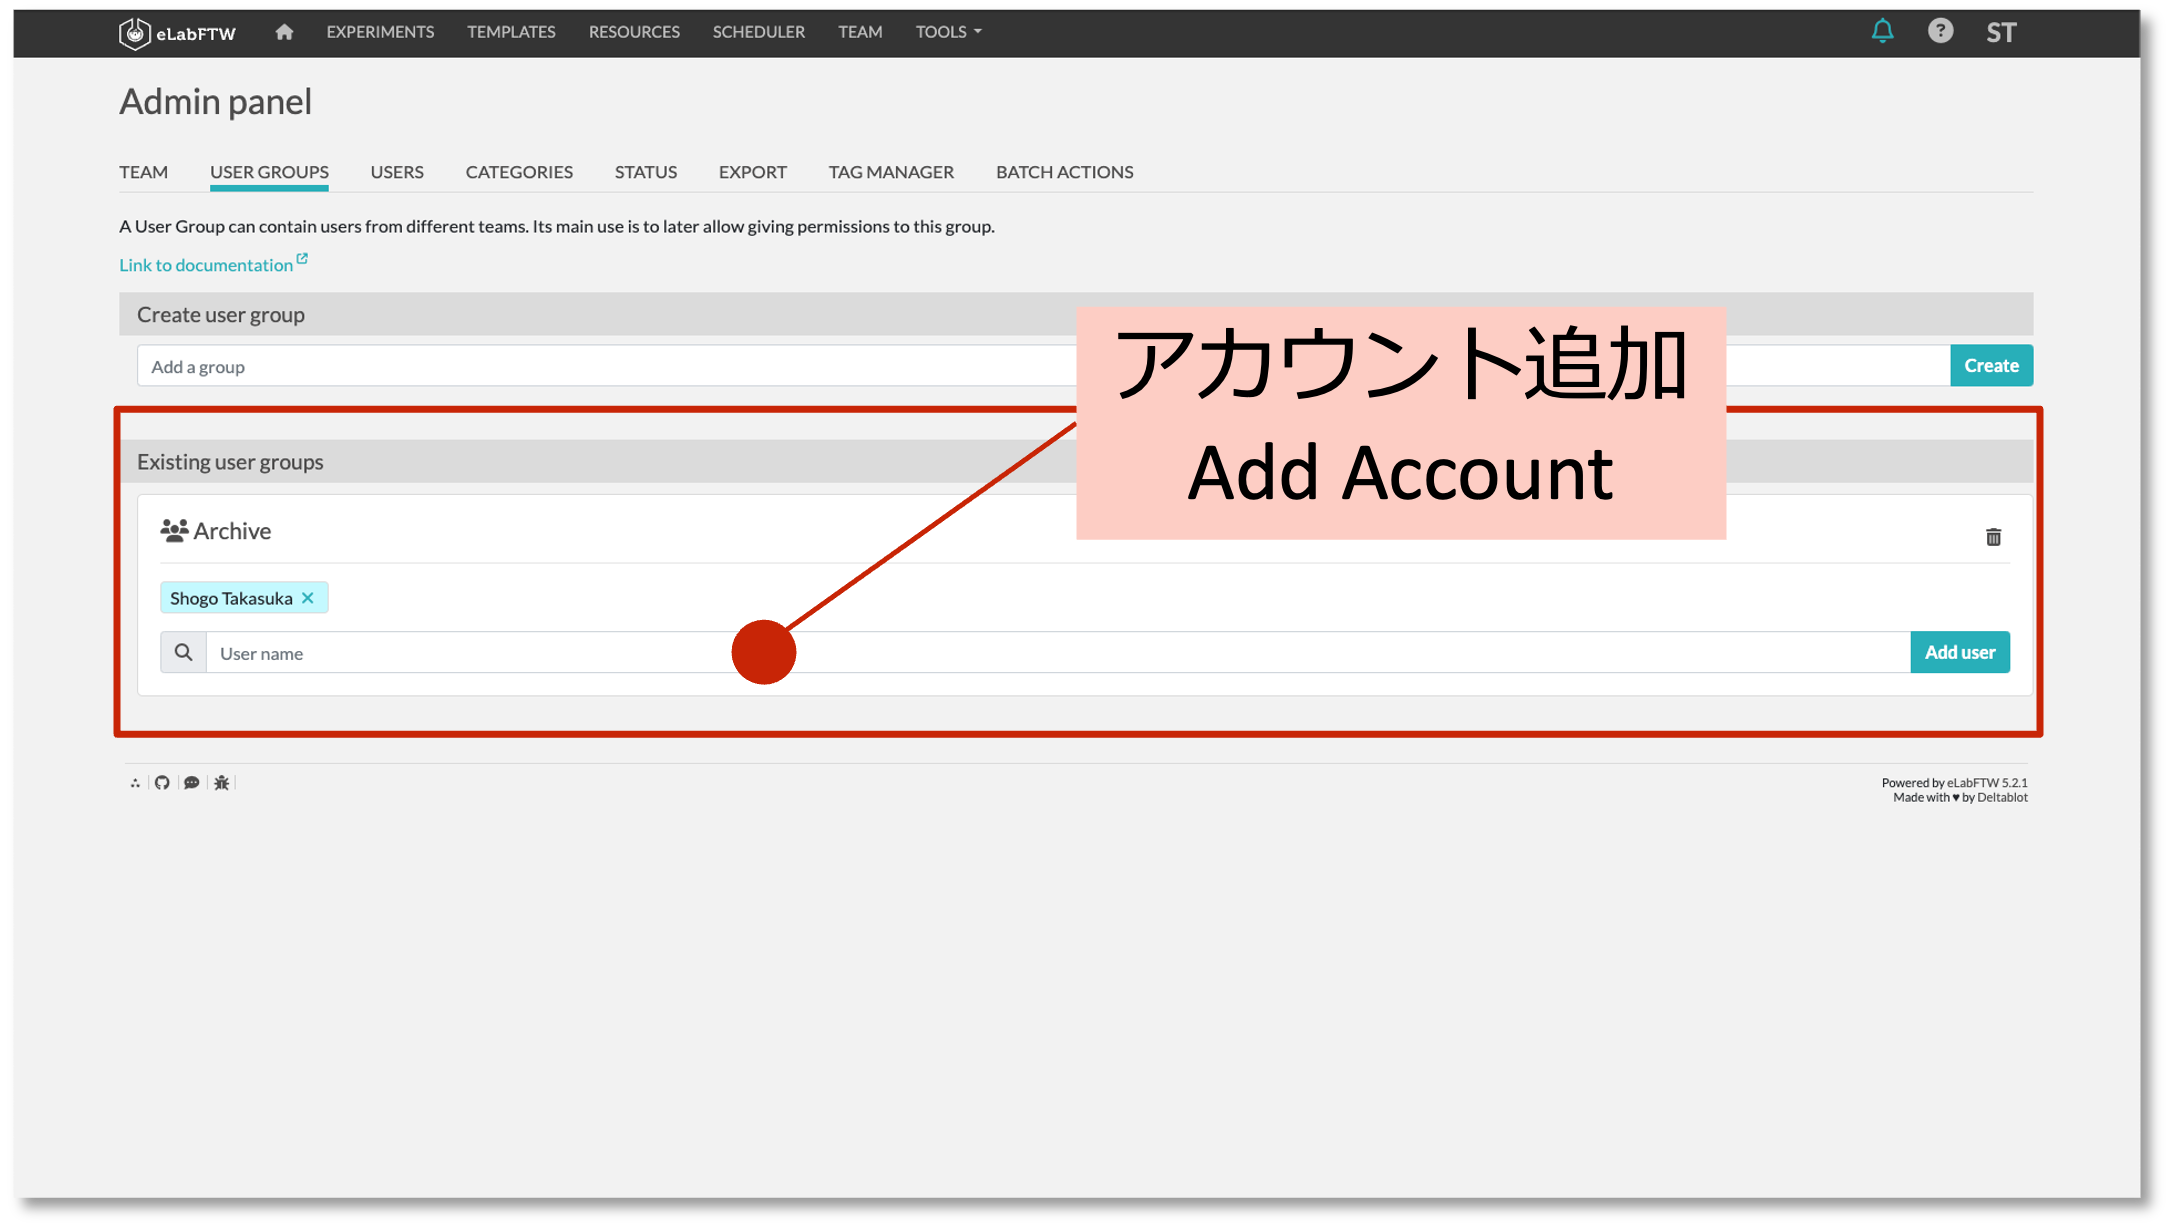 eLabFTW EXPERIMENTS TEMPLATES RESOURCES SCHEDULER TEAM TOOLS ? ST
Admin panel
TEAM USER GROUPS USERS CATEGORIES STATUS EXPORT TAG MANAGER BATCH ACTIONS
A User Group can contain users from different teams. Its main use is to later allow giving permissions to this group.
Link to documentation
Create user group
Add a group
Create
アカウント追加
Add Account
Existing user groups
Archive
Shogo Takasuka ×
User name
Add user
Powered by eLabFTW 5.2.1
Made with ♥ by Deltablot